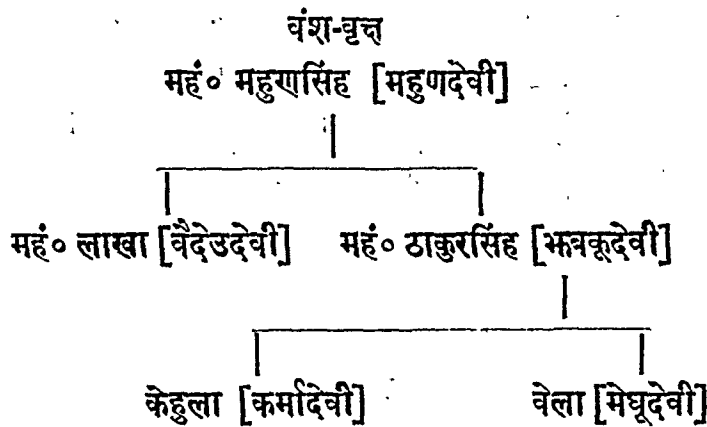 वंश-वृक्ष
महं० महुणसिंह [महुणदेवी]
महं० लाखा [वैदेउदेवी] महं० ठाकुरसिंह [झबकूदेवी]
केहुला [कर्मादेवी] वेला [मेघूदेवी]